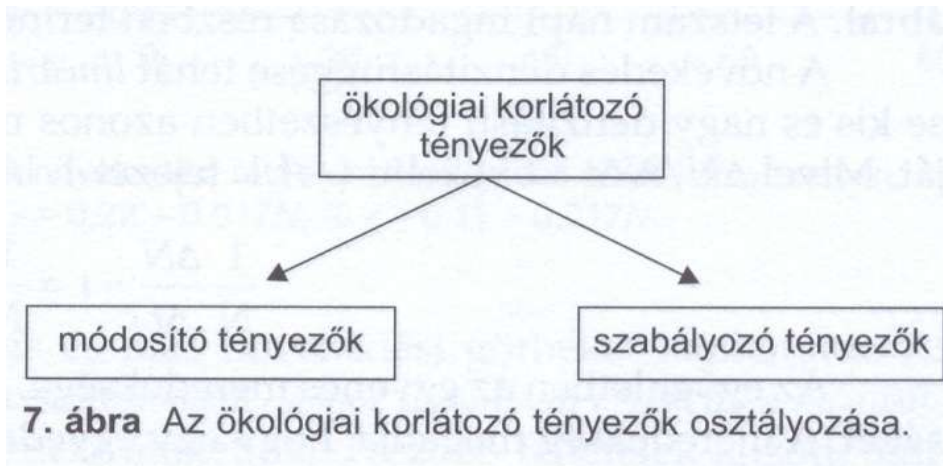 ökológiai korlátozó
tényezők
módosító tényezők
szabályozó tényezők
7. ábra Az ökológiai korlátozó tényezők osztályozása.